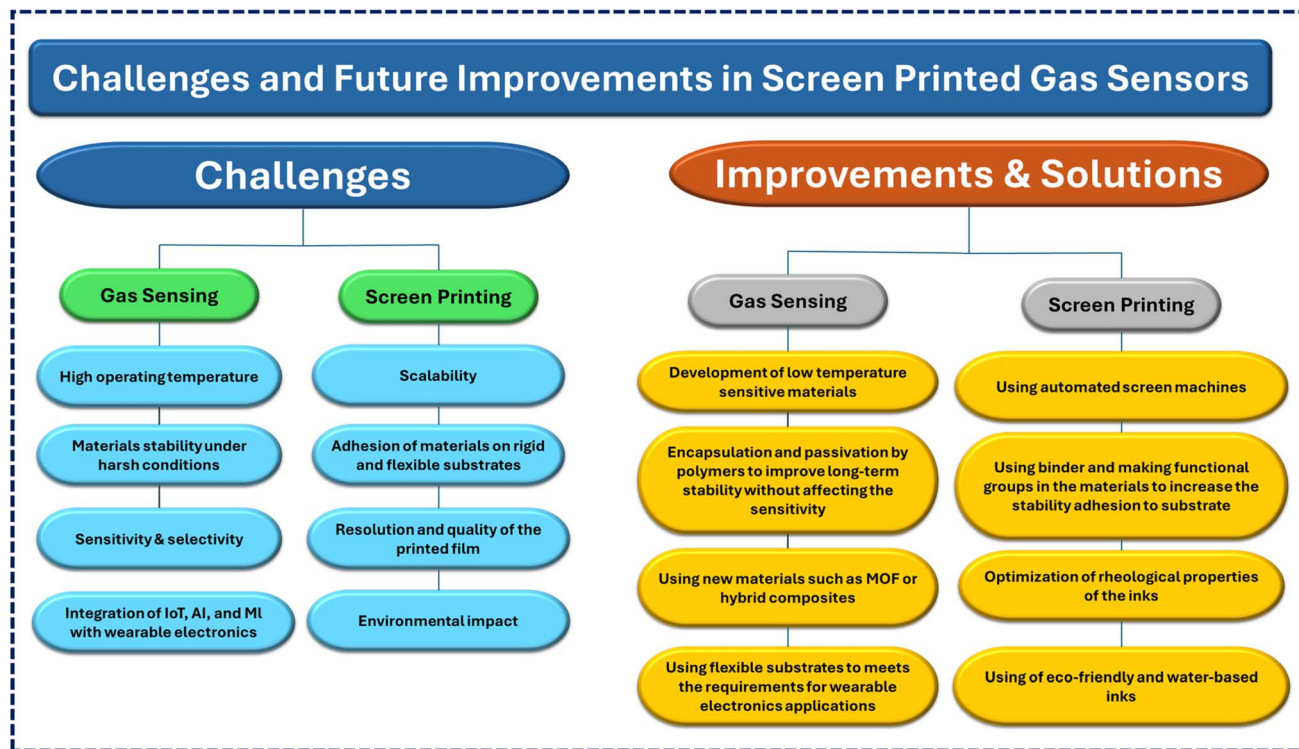 Challenges and Future Improvements in Screen Printed Gas Sensors
Challenges
Gas Sensing
High operating temperature
Materials stability under
harsh conditions
Sensitivity & selectivity
Integration of IoT, AI, and Ml
with wearable electronics
Screen Printing
Scalability
Adhesion of materials on rigid
and flexible substrates
Resolution and quality of the
printed film
Environmental impact
Improvements & Solutions
Gas Sensing
Development of low temperature
sensitive materials
Encapsulation and passivation by
polymers to improve long-term
stability without affecting the
sensitivity
Using new materials such as MOF or
hybrid composites
Using flexible substrates to meets
the requirements for wearable
electronics applications
Screen Printing
Using automated screen machines
Using binder and making functional
groups in the materials to increase the
stability adhesion to substrate
Optimization of rheological properties
of the inks
Using of eco-friendly and water-based
inks